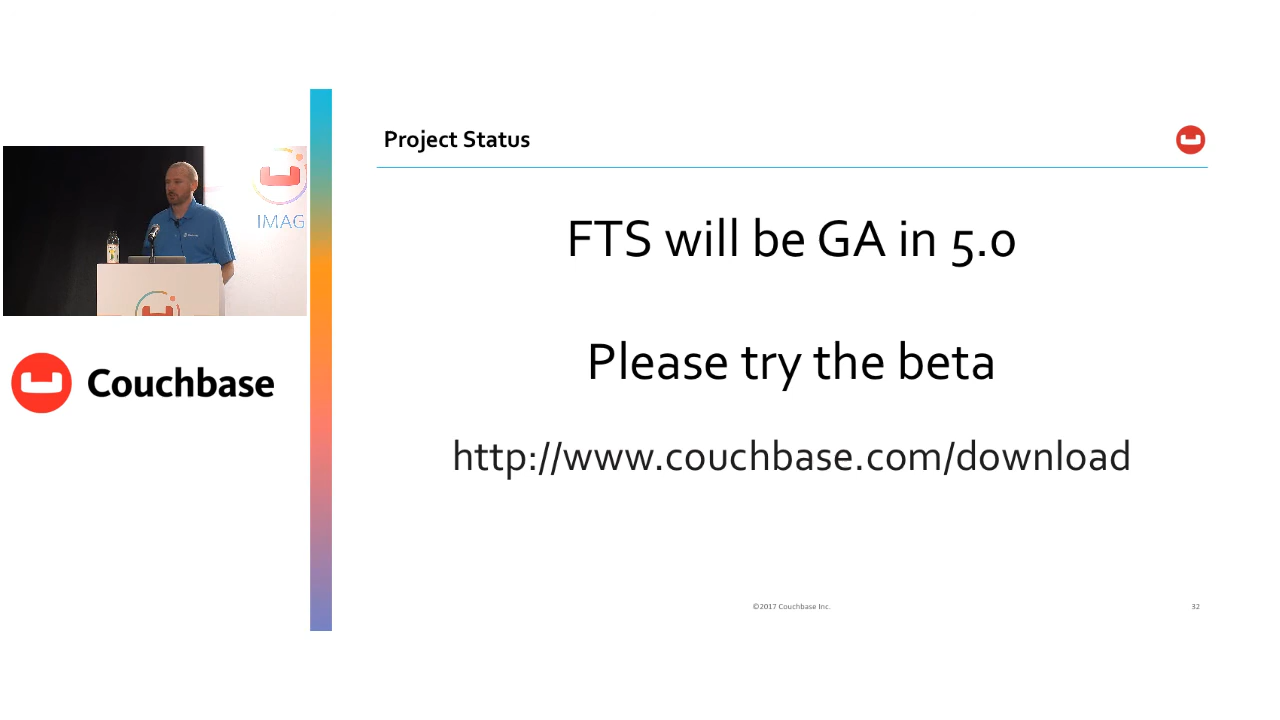 Project Status
FTS will be GA in 5.0
Please try the beta
http://www.couchbase.com/download
©2017 Couchbase Inc.
32
IMAG
Couchbase